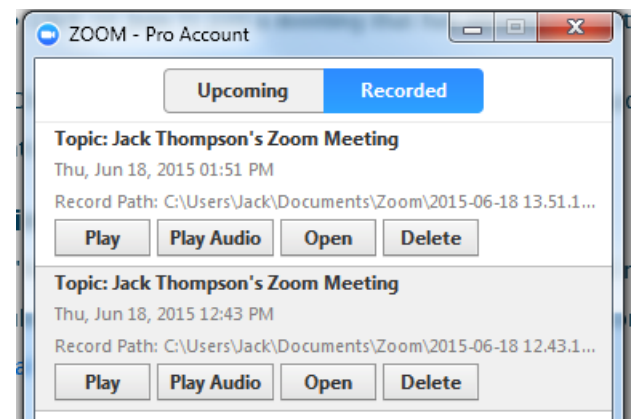 ZOOM - Pro Account
Upcoming Recorded
Topic: Jack Thompson's Zoom Meeting
Thu, Jun 18, 2015 01:51 PM
Record Path: C:\Users\Jack\Documents\Zoom\2015-06-18 13.51.1...
Play Play Audio Open Delete
Topic: Jack Thompson's Zoom Meeting
Thu, Jun 18, 2015 12:43 PM
Record Path: C:\Users\Jack\Documents\Zoom\2015-06-18 12.43.1...
Play Play Audio Open Delete